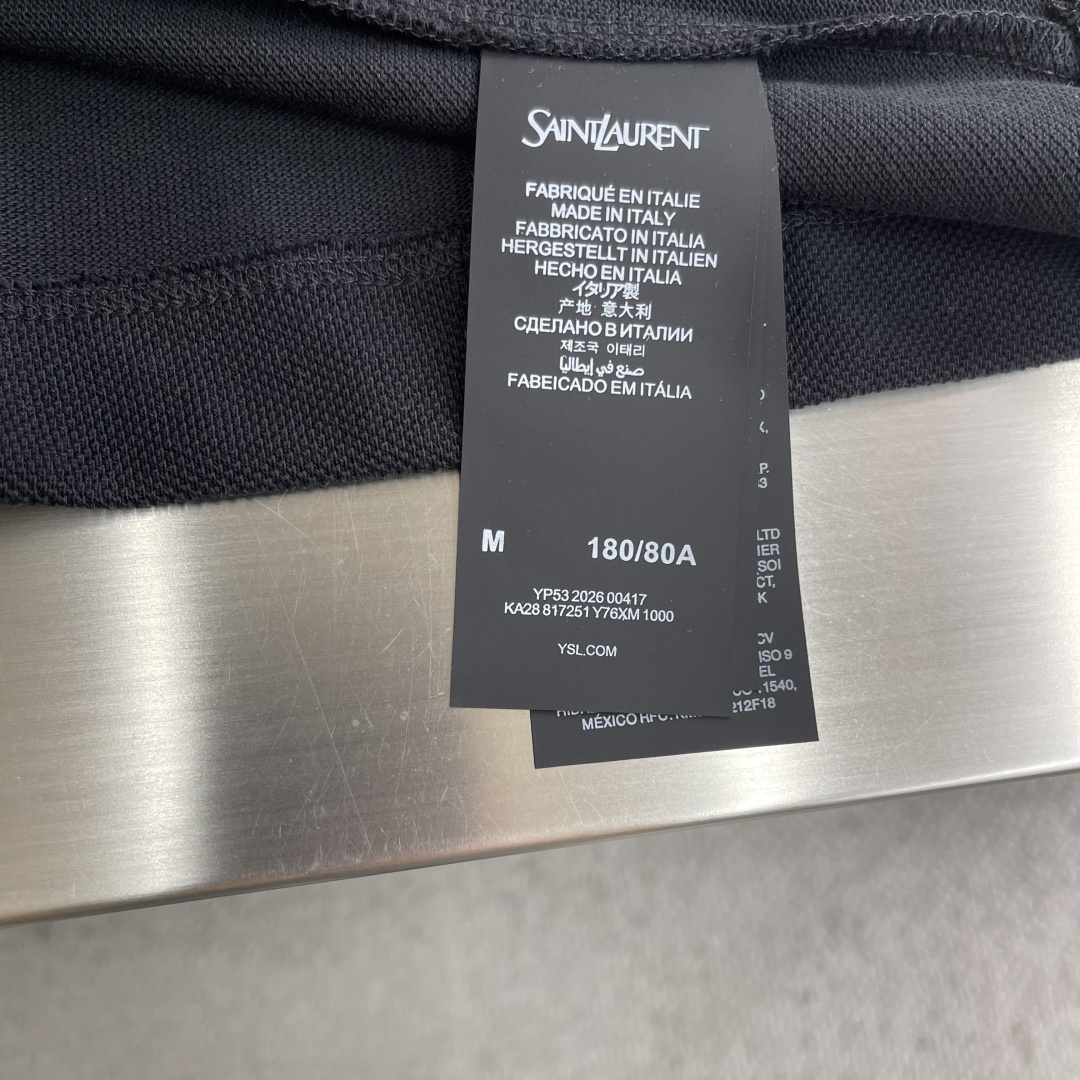 SAINT LAURENT
FABRIQUÉ EN ITALIE
MADE IN ITALY
FABBRICATO IN ITALIA
HERGESTELLT IN ITALIEN
HECHO EN ITALIA
イタリア製
产地 意大利
СДЕЛАНО В ИТАЛИИ
제조국 이태리
صنع في إيطاليا
FABEICADO EM ITÁLIA
M 180/80A
YP53 2026 00417
KA28 817251 Y76XM 1000
YSL.COM
LTD
IER
SOI
CT,
K
CV
ISO 9
EL
1540,
212F18
MÉXICO